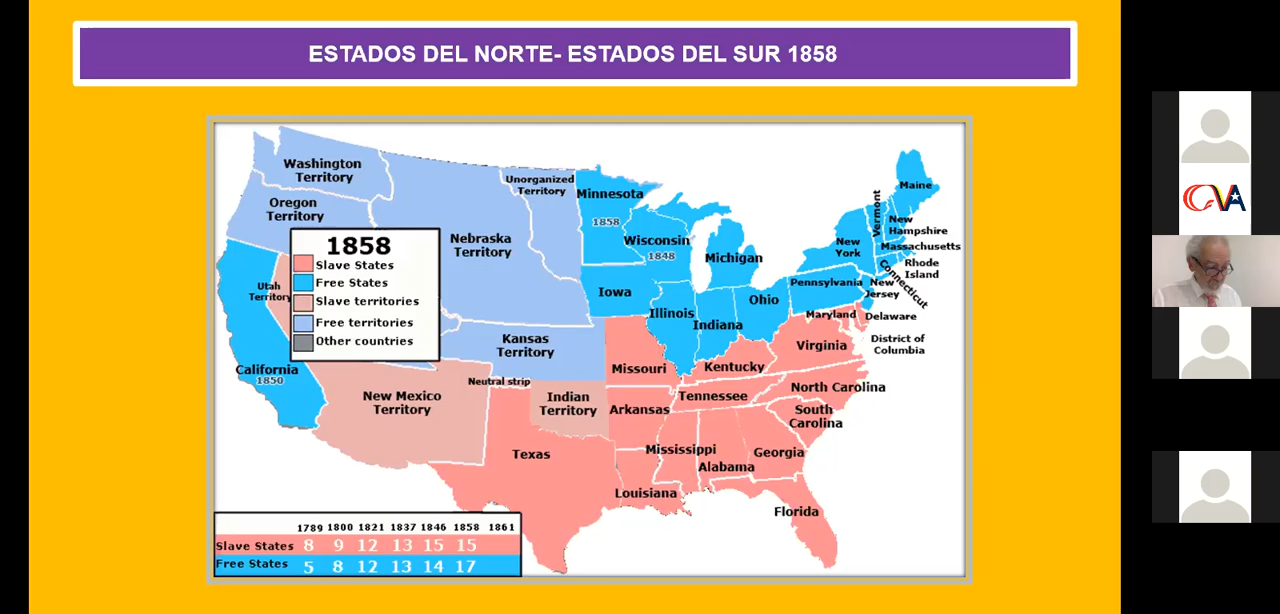 ESTADOS DEL NORTE- ESTADOS DEL SUR 1858
Washington
Territory
Oregon
Territory
Unorganized
Territory
Minnesota
1858
Nebraska
Territory
Wisconsin
1848
Michigan
Maine
Vermont
New
Hampshire
New
York
Massachusetts
Rhode
Island
Connecticut
Pennsylvania
New
Jersey
1858
Slave States
Free States
Slave territories
Free territories
Other countries
Utah
Territory
Iowa
Illinois
Indiana
Ohio
Maryland
Delaware
District of
Columbia
Virginia
California
1850
Kansas
Territory
Missouri
Kentucky
Neutral strip
New Mexico
Territory
Indian
Territory
Arkansas
Tennessee
North Carolina
South
Carolina
Texas
Mississippi
Alabama
Georgia
Louisiana
Florida
1789 1800 1821 1837 1846 1858 1861
Slave States 8 9 12 13 15 15
Free States 5 8 12 13 14 17
CVA